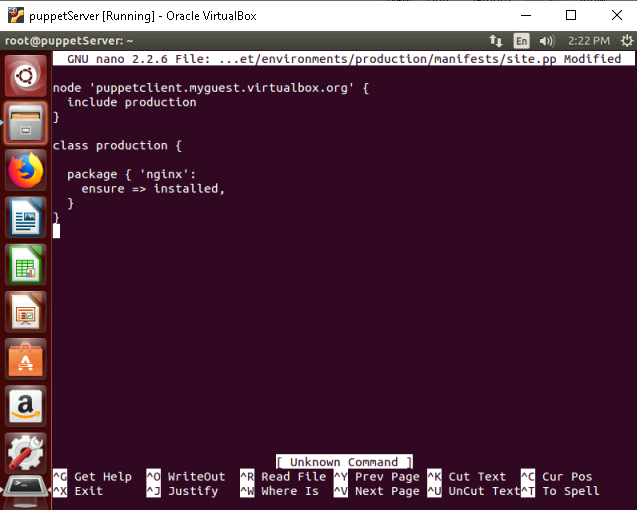 puppetServer [Running] - Oracle VirtualBox
root@puppetServer: ~
En
2:22 PM
GNU nano 2.2.6 File: ...et/environments/production/manifests/site.pp Modified
node 'puppetclient.myguest.virtualbox.org' {
  include production
}
class production {
  package { 'nginx':
    ensure => installed,
  }
}
[ Unknown Command ]
^G Get Help ^O WriteOut ^R Read File ^Y Prev Page ^K Cut Text ^C Cur Pos
^X Exit ^J Justify ^W Where Is ^V Next Page ^U UnCut Text^T To Spell